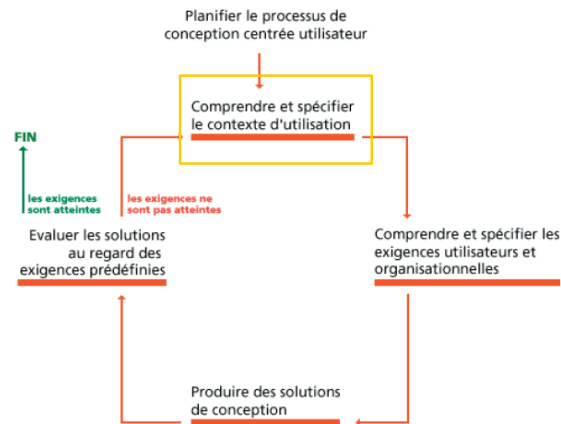 Planifier le processus de
conception centrée utilisateur
Comprendre et spécifier
le contexte d'utilisation
FIN
les exigences
sont atteintes
les exigences ne
sont pas atteintes
Evaluer les solutions
au regard des
exigences prédéfinies
Comprendre et spécifier les
exigences utilisateurs et
organisationnelles
Produire des solutions
de conception